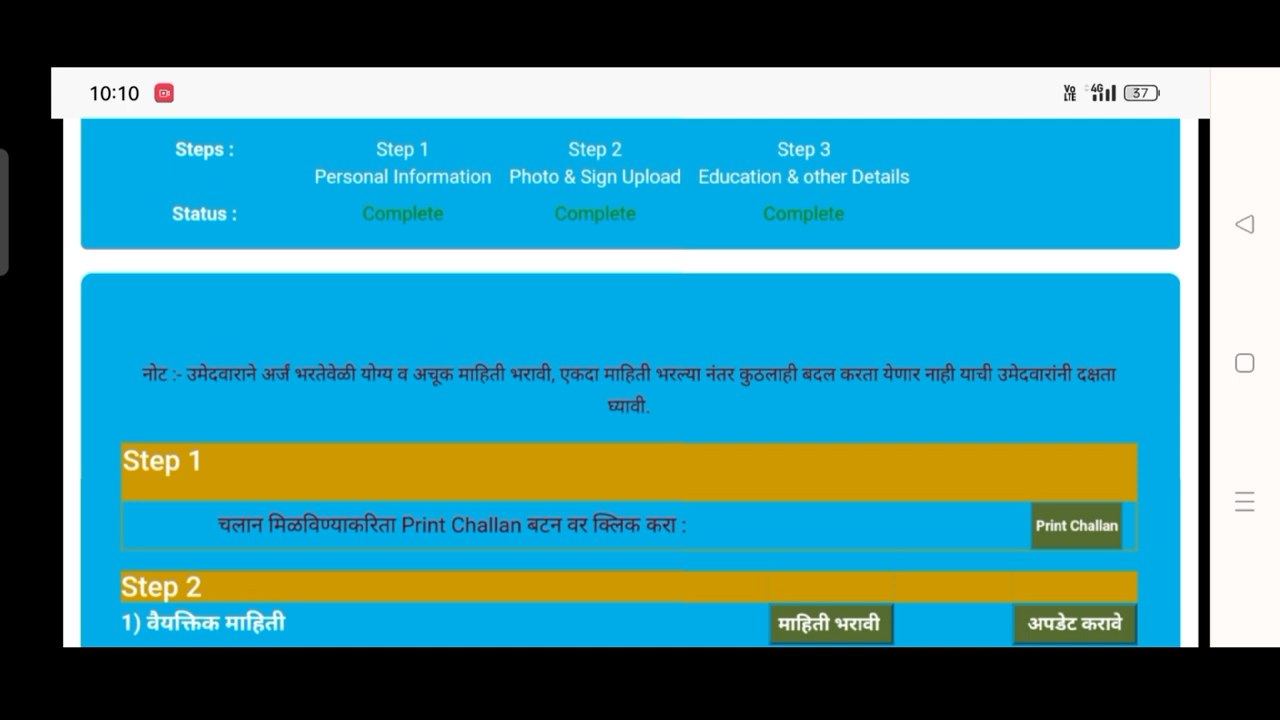 10:10
Vo LTE 4G 37
Steps : Step 1 Step 2 Step 3
Personal Information Photo & Sign Upload Education & other Details
Status : Complete Complete Complete
नोट :- उमेदवाराने अर्ज भरतेवेळी योग्य व अचूक माहिती भरावी, एकदा माहिती भरल्या नंतर कुठलाही बदल करता येणार नाही याची उमेदवारांनी दक्षता
घ्यावी.
Step 1
चलान मिळविण्याकरिता Print Challan बटन वर क्लिक करा : Print Challan
Step 2
1) वैयक्तिक माहिती माहिती भरावी अपडेट करावे